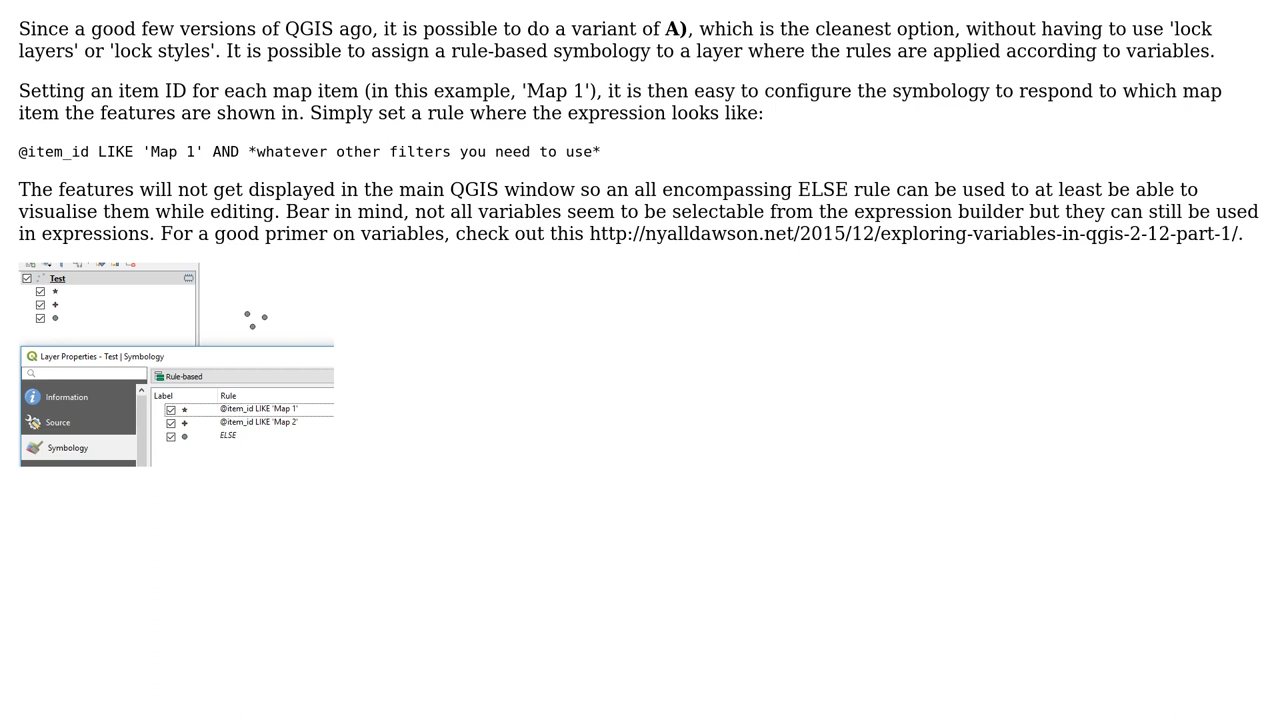 Since a good few versions of QGIS ago, it is possible to do a variant of A), which is the cleanest option, without having to use 'lock
layers' or 'lock styles'. It is possible to assign a rule-based symbology to a layer where the rules are applied according to variables.
Setting an item ID for each map item (in this example, 'Map 1'), it is then easy to configure the symbology to respond to which map
item the features are shown in. Simply set a rule where the expression looks like:
@item_id LIKE 'Map 1' AND *whatever other filters you need to use*
The features will not get displayed in the main QGIS window so an all encompassing ELSE rule can be used to at least be able to
visualise them while editing. Bear in mind, not all variables seem to be selectable from the expression builder but they can still be used
in expressions. For a good primer on variables, check out this http://nyalldawson.net/2015/12/exploring-variables-in-qgis-2-12-part-1/.
Test
Layer Properties - Test | Symbology
Rule-based
Label Rule
Information
@item_id LIKE 'Map 1'
Source
@item_id LIKE 'Map 2'
ELSE
Symbology